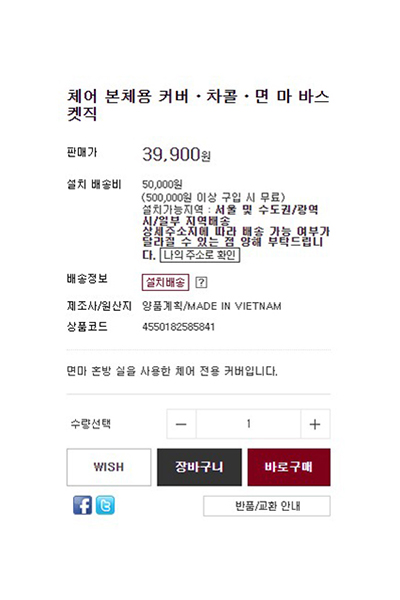 체어 본체용 커버・차콜・면 마 바스
켓직
판매가 39,900원
설치 배송비 50,000원
(500,000원 이상 구입 시 무료)
설치가능지역 : 서울 및 수도권/광역
시/일부 지역배송
상세주소지에 따라 배송 가능 여부가
달라질 수 있는 점 양해 부탁드립니
다. 나의 주소로 확인
배송정보 설치배송 ?
제조사/원산지 양품계획/MADE IN VIETNAM
상품코드 4550182585841
면마 혼방 실을 사용한 체어 전용 커버입니다.
수량선택 − 1 +
WISH 장바구니 바로구매
f t 반품/교환 안내